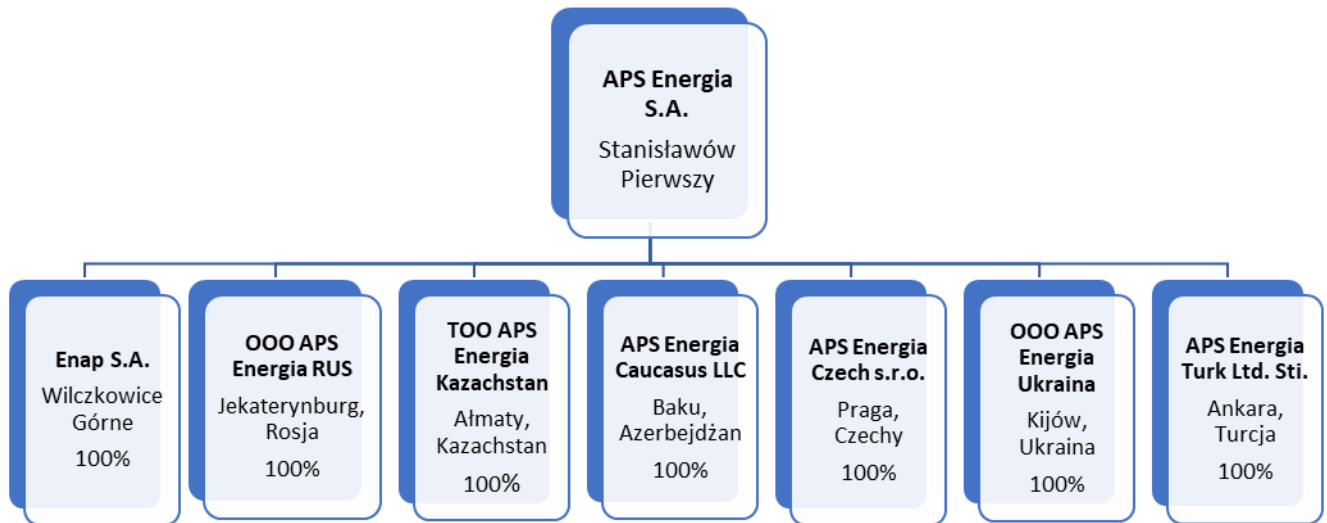 APS Energia
S.A.
Stanisławów
Pierwszy
Enap S.A.
Wilczkowice
Górne
100%
OOO APS
Energia RUS
Jekaterynburg,
Rosja
100%
TOO APS
Energia
Kazachstan
Ałmaty,
Kazachstan
100%
APS Energia
Caucasus LLC
Baku,
Azerbejdżan
100%
APS Energia
Czech s.r.o.
Praga,
Czechy
100%
OOO APS
Energia
Ukraina
Kijów,
Ukraina
100%
APS Energia
Turk Ltd. Sti.
Ankara,
Turcja
100%